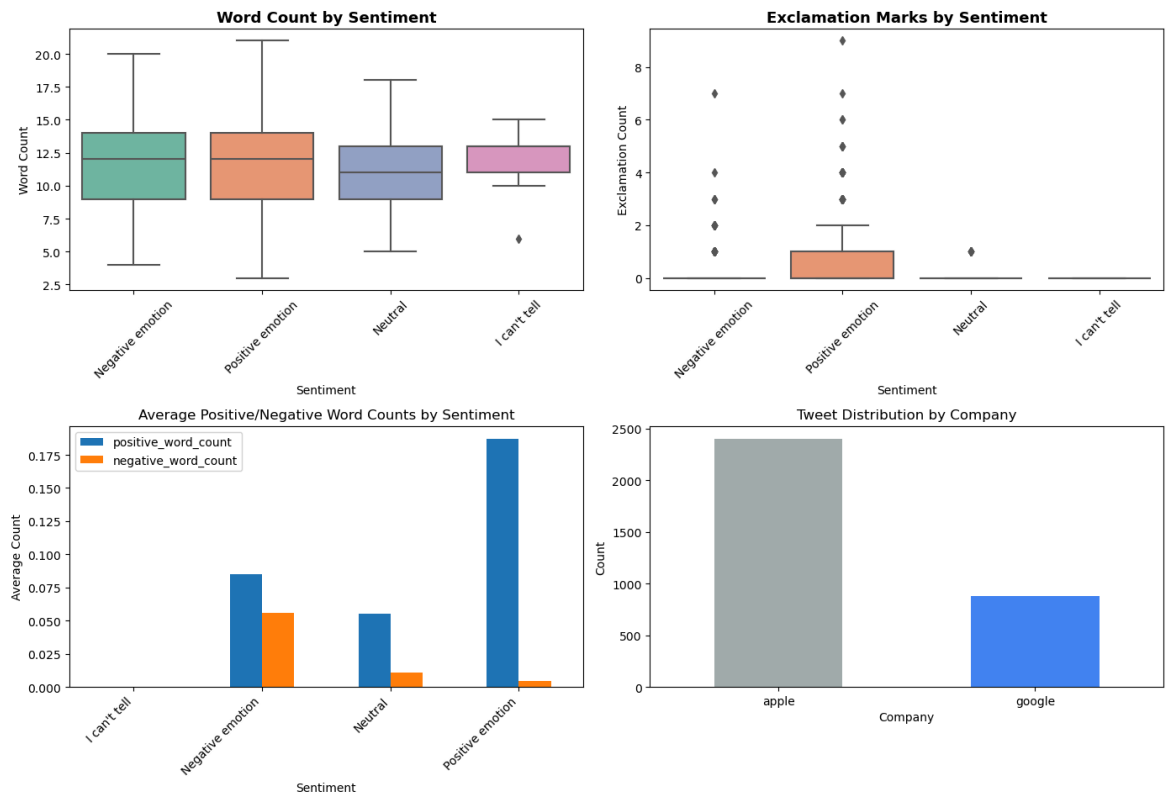 Word Count by Sentiment
Word Count
20.0
17.5
15.0
12.5
10.0
7.5
5.0
2.5
Negative emotion
Positive emotion
Neutral
I can't tell
Sentiment
Exclamation Marks by Sentiment
Exclamation Count
8
6
4
2
0
Negative emotion
Positive emotion
Neutral
I can't tell
Sentiment
Average Positive/Negative Word Counts by Sentiment
positive_word_count
negative_word_count
Average Count
0.175
0.150
0.125
0.100
0.075
0.050
0.025
0.000
I can't tell
Negative emotion
Neutral
Positive emotion
Sentiment
Tweet Distribution by Company
Count
2500
2000
1500
1000
500
0
apple
google
Company